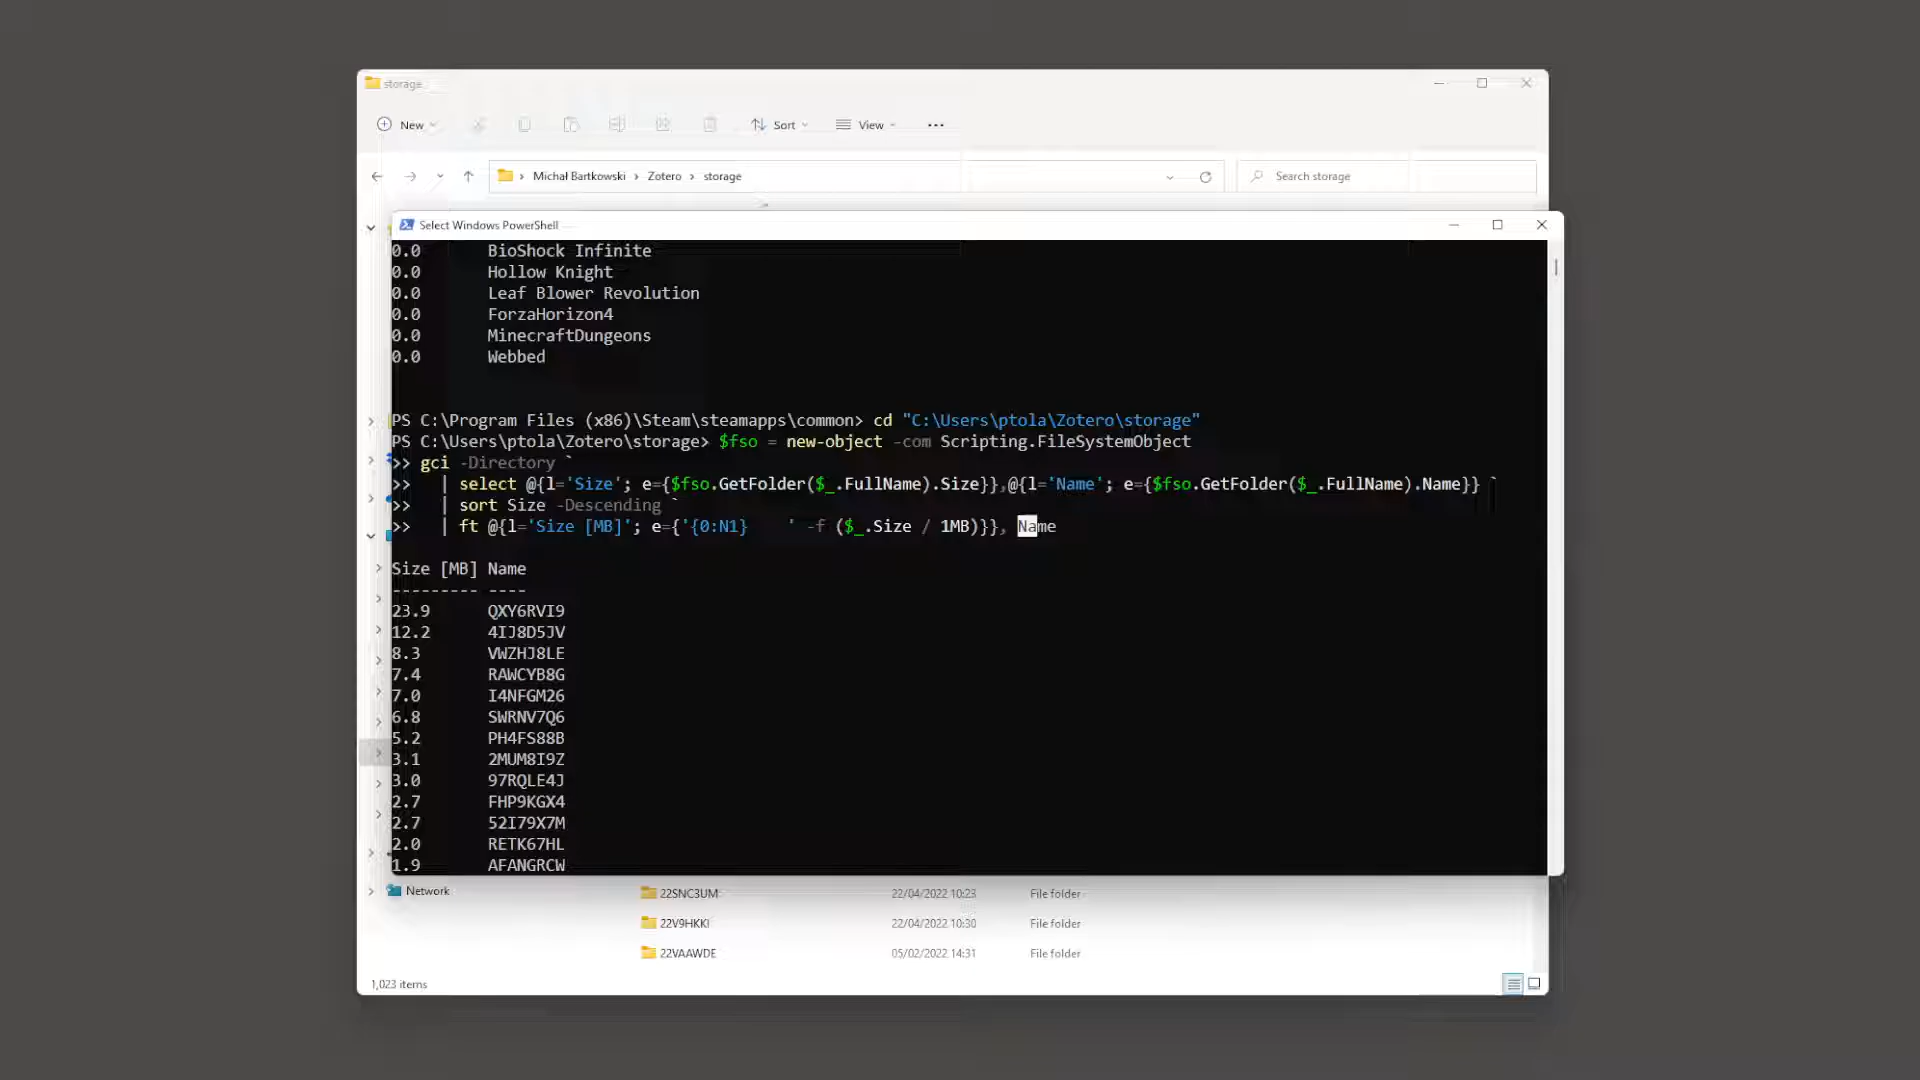 storage
New
Sort
View
Michał Bartkowski › Zotero › storage
Search storage
Select Windows PowerShell
0.0 BioShock Infinite
0.0 Hollow Knight
0.0 Leaf Blower Revolution
0.0 ForzaHorizon4
0.0 MinecraftDungeons
0.0 Webbed
PS C:\Program Files (x86)\Steam\steamapps\common> cd "C:\Users\ptola\Zotero\storage"
PS C:\Users\ptola\Zotero\storage> $fso = new-object -com Scripting.FileSystemObject
>> gci -Directory `
>> | select @{l='Size'; e={$fso.GetFolder($_.FullName).Size}},@{l='Name'; e={$fso.GetFolder($_.FullName).Name}} `
>> | sort Size -Descending `
>> | ft @{l='Size [MB]'; e={'{0:N1}    ' -f ($_.Size / 1MB)}}, Name
Size [MB] Name
--------- ----
23.9 QXY6RVI9
12.2 4IJ8D5JV
8.3 VWZHJ8LE
7.4 RAWCYB8G
7.0 I4NFGM26
6.8 SWRNV7Q6
5.2 PH4FS88B
3.1 2MUM8I9Z
3.0 97RQLE4J
2.7 FHP9KGX4
2.7 52I79X7M
2.0 RETK67HL
1.9 AFANGRCW
Network
22SNC3UM 22/04/2022 10:23 File folder
22V9HKKI 22/04/2022 10:30 File folder
22VAAWDE 05/02/2022 14:31 File folder
1,023 items